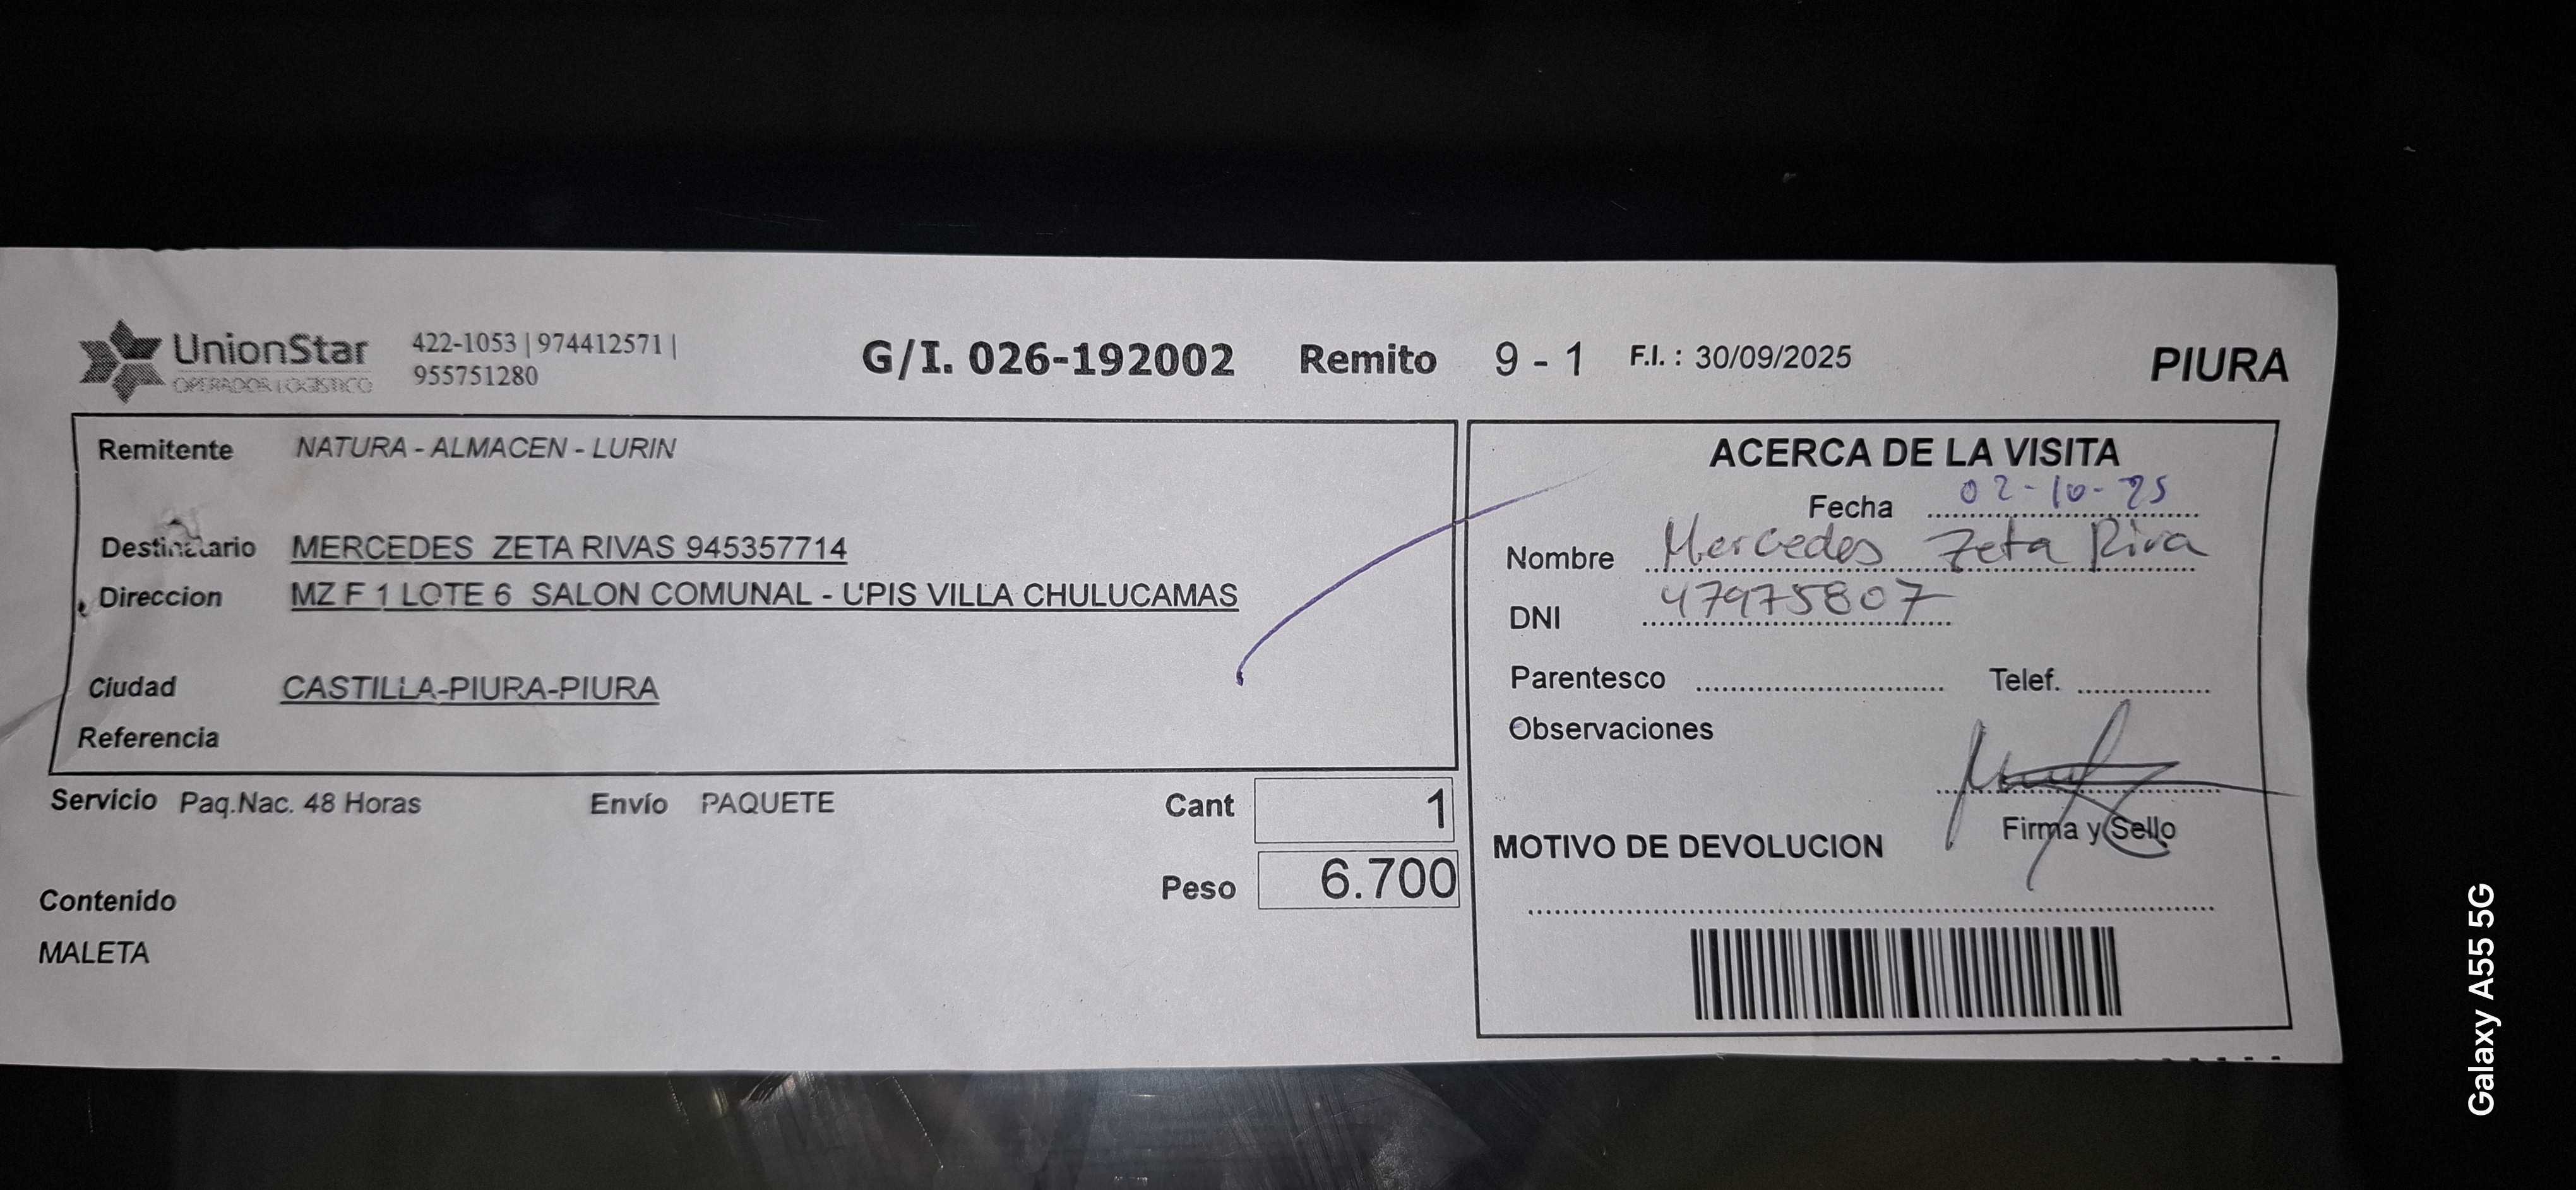 UnionStar
OPERADOR LOGISTICO
422-1053 | 974412571 |
955751280
G/I. 026-192002 Remito 9 - 1 F.I. : 30/09/2025 PIURA
Remitente NATURA - ALMACEN - LURIN
Destinatario MERCEDES ZETA RIVAS 945357714
Direccion MZ F 1 LOTE 6 SALON COMUNAL - UPIS VILLA CHULUCAMAS
Ciudad CASTILLA-PIURA-PIURA
Referencia
Servicio Paq.Nac. 48 Horas Envío PAQUETE Cant 1
Peso 6.700
Contenido
MALETA
ACERCA DE LA VISITA
Fecha 02-10-25
Nombre Mercedes Zeta Riva
DNI 47975807
Parentesco Telef.
Observaciones
Firma y Sello
MOTIVO DE DEVOLUCION
Galaxy A55 5G